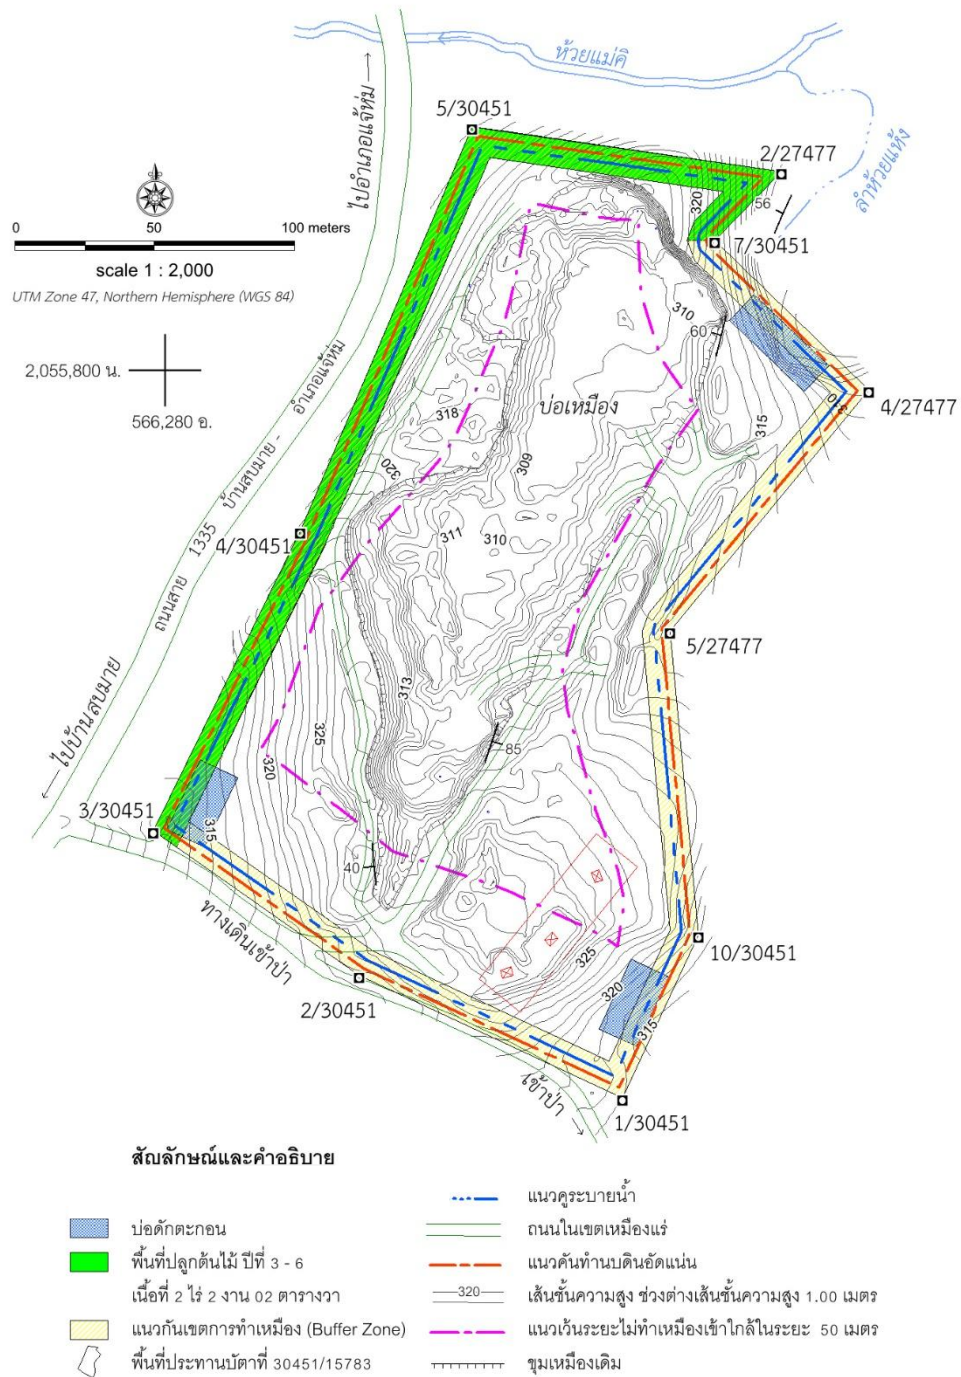 ห้วยแม่คิ
ไปอำเภอแจ้ห่ม
5/30451
2/27477
ลำห้วยแห้ง
320
56
7/30451
0 50 100 meters
scale 1 : 2,000
UTM Zone 47, Northern Hemisphere (WGS 84)
310
60
2,055,800 น.
566,280 อ.
4/27477
310
315
บ่อเหมือง
318
320
309
311
310
4/30451
ถนนสาย 1335 บ้านสบมาย - อำเภอแจ้ห่ม
5/27477
313
325
320
85
ไปบ้านสบมาย
3/30451
315
40
ทางเดินเข้าป่า
325
10/30451
320
315
2/30451
เข้าป่า
1/30451
สัญลักษณ์และคำอธิบาย
บ่อดักตะกอน
พื้นที่ปลูกต้นไม้ ปีที่ 3 - 6
เนื้อที่ 2 ไร่ 2 งาน 02 ตารางวา
แนวกันเขตการทำเหมือง (Buffer Zone)
พื้นที่ประทานบัตาที่ 30451/15783
แนวคูระบายน้ำ
ถนนในเขตเหมืองแร่
แนวคันทำนบดินอัดแน่น
320
เส้นชั้นความสูง ช่วงต่างเส้นชั้นความสูง 1.00 เมตร
แนวเว้นระยะไม่ทำเหมืองเข้าใกล้ในระยะ 50 เมตร
ขุมเหมืองเดิม